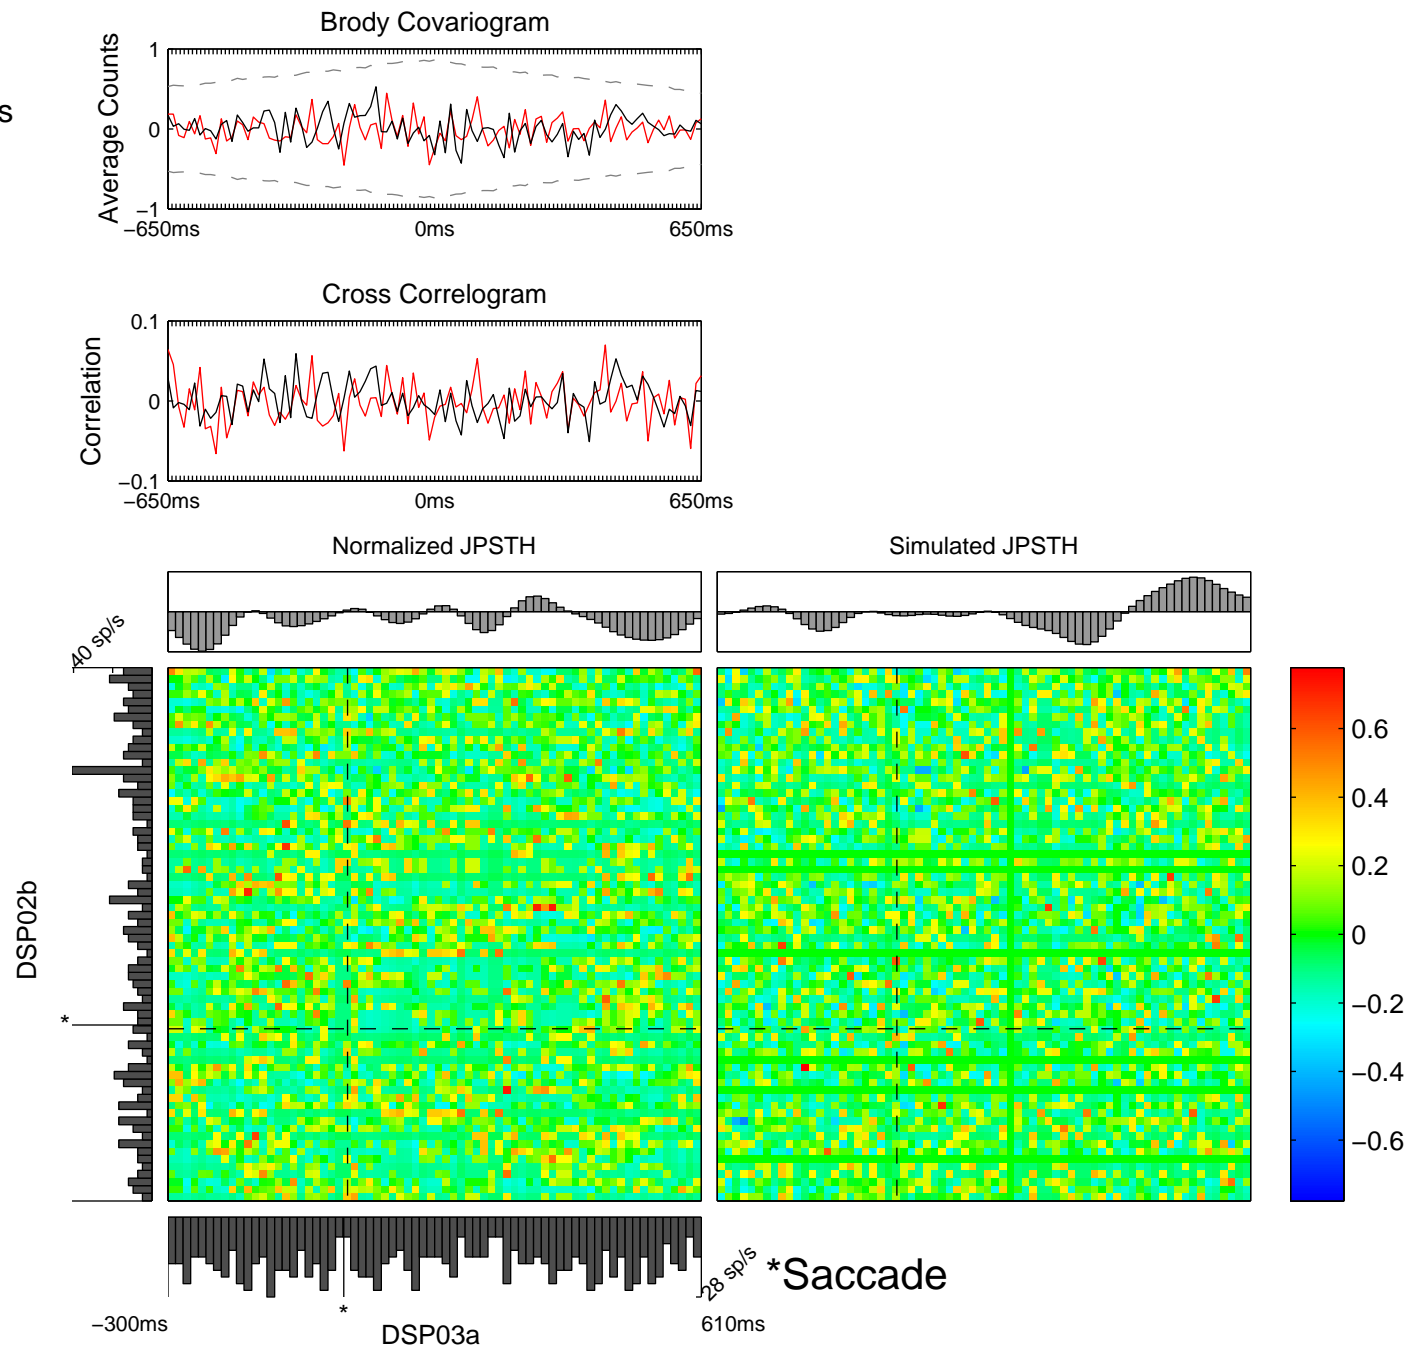 Brody Covariogram
s
Average Counts
1
0
−1
−650ms 0ms 650ms
Cross Correlogram
Correlation
0.1
0
−0.1
−650ms 0ms 650ms
Normalized JPSTH
Simulated JPSTH
40 sp/s
DSP02b
*
0.6
0.4
0.2
0
−0.2
−0.4
−0.6
28 sp/s
*Saccade
*
−300ms
DSP03a
610ms